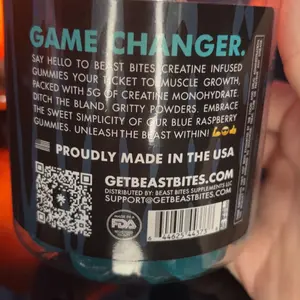 GAME CHANGER.
SAY HELLO TO BEAST BITES CREATINE INFUSED
GUMMIES YOUR TICKET TO MUSCLE GROWTH,
PACKED WITH 5G OF CREATINE MONOHYDRATE.
DITCH THE BLAND, GRITTY POWDERS. EMBRACE
THE SWEET SIMPLICITY OF OUR BLUE RASPBERRY
GUMMIES. UNLEASH THE BEAST WITHIN!
PROUDLY MADE IN THE USA
GETBEASTBITES.COM
DISTRIBUTED BY: BEAST BITES SUPPLEMENTS LLC
SUPPORT@GETBEASTBITES.COM
FDA